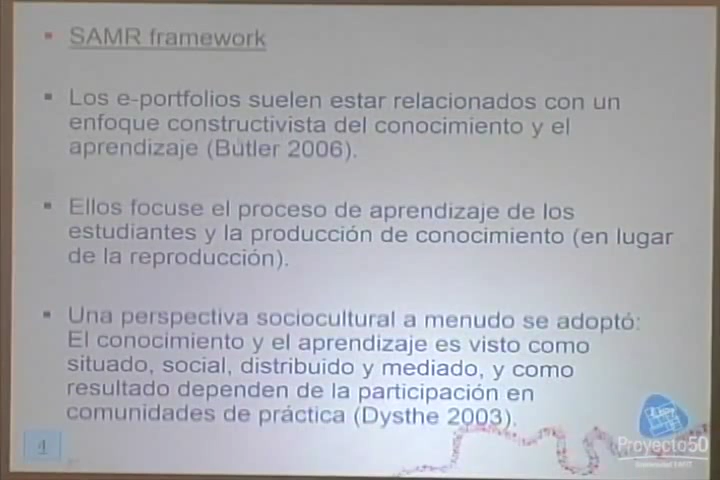 SAMR framework
Los e-portfolios suelen estar relacionados con un
enfoque constructivista del conocimiento y el
aprendizaje (Butler 2006).
Ellos focuse el proceso de aprendizaje de los
estudiantes y la producción de conocimiento (en lugar
de la reproducción).
Una perspectiva sociocultural a menudo se adoptó:
El conocimiento y el aprendizaje es visto como
situado, social, distribuido y mediado, y como
resultado dependen de la participación en
comunidades de práctica (Dysthe 2003).
4
Proyecto50